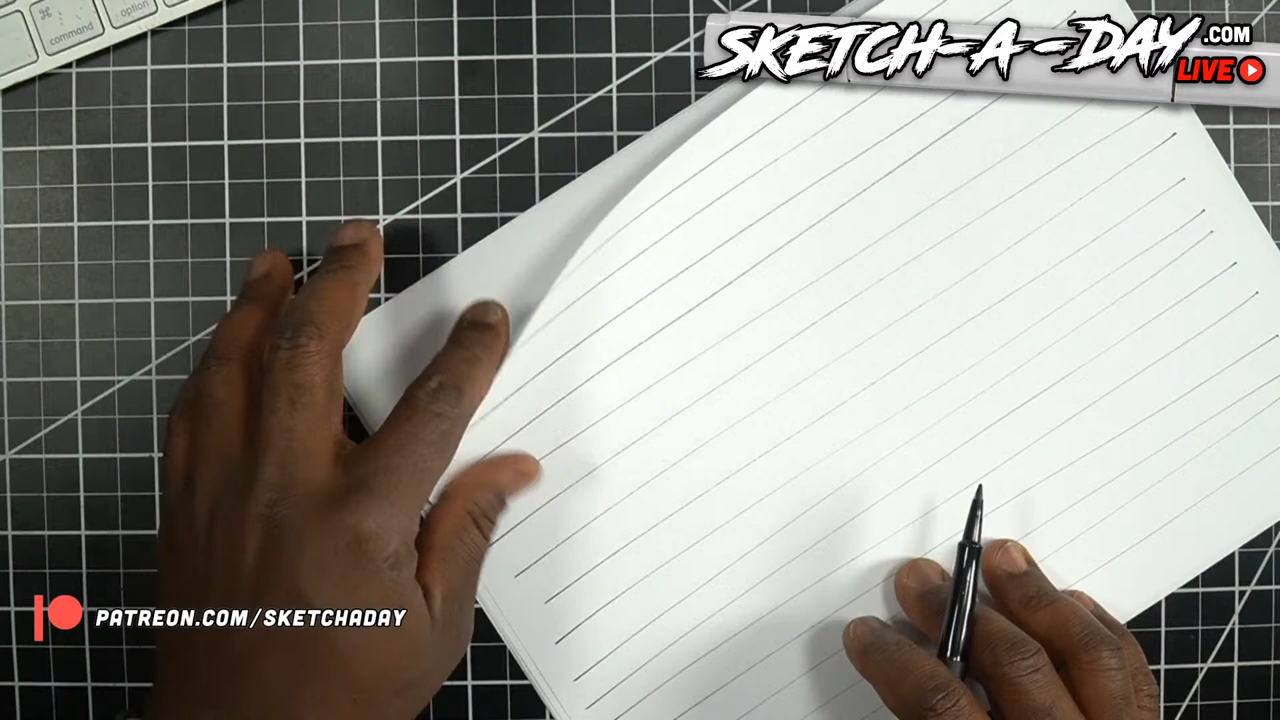 ⌘
command
option
SKETCH-A-DAY.COM
LIVE
PATREON.COM/SKETCHADAY